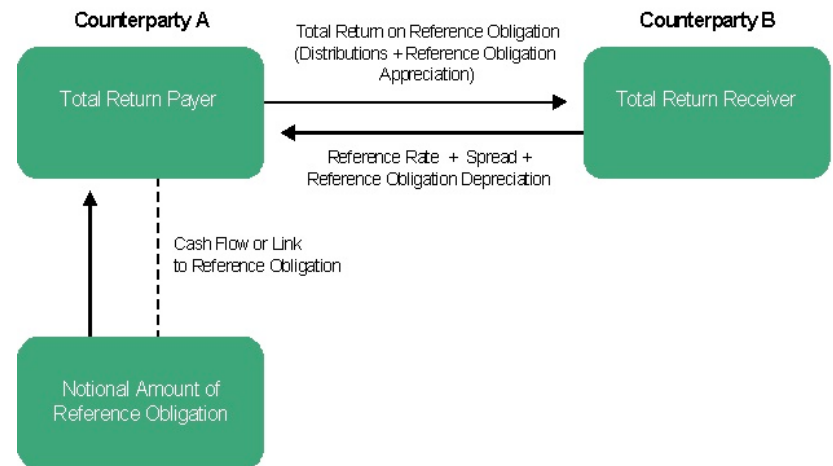 Counterparty A
Total Return on Reference Obligation
(Distributions + Reference Obligation
Appreciation)
Counterparty B
Total Return Payer
Total Return Receiver
Reference Rate + Spread +
Reference Obligation Depreciation
Cash Flow or Link
to Reference Obligation
Notional Amount of
Reference Obligation